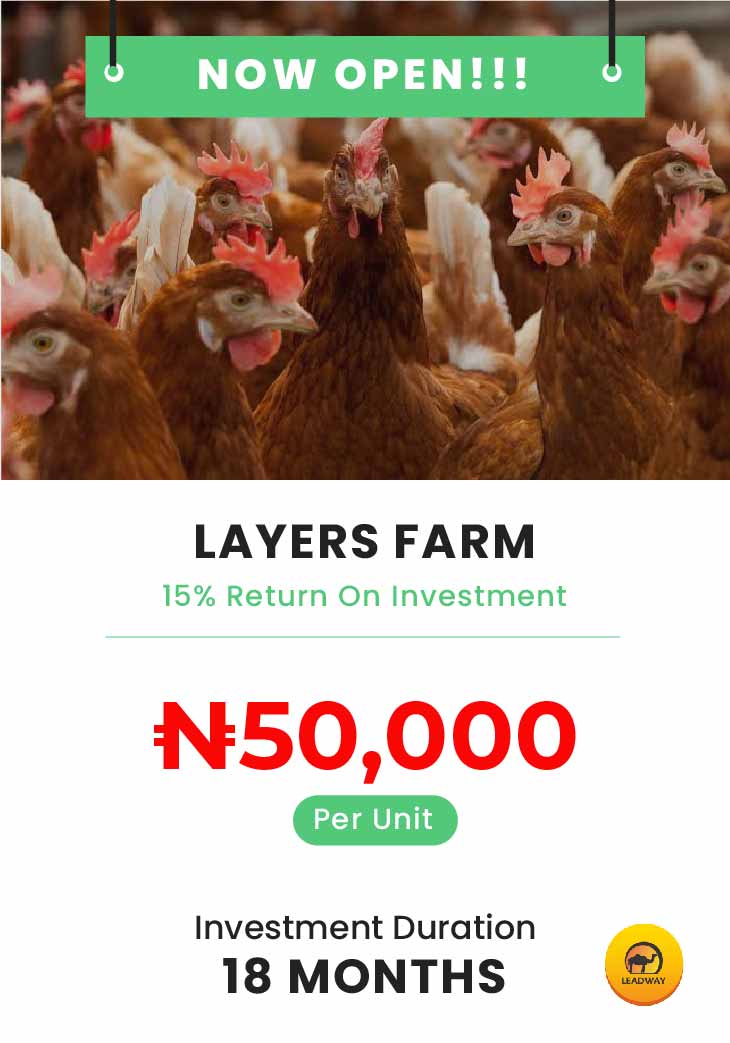 NOW OPEN!!!
LAYERS FARM
15% Return On Investment
₦50,000
Per Unit
Investment Duration
18 MONTHS
LEADWAY